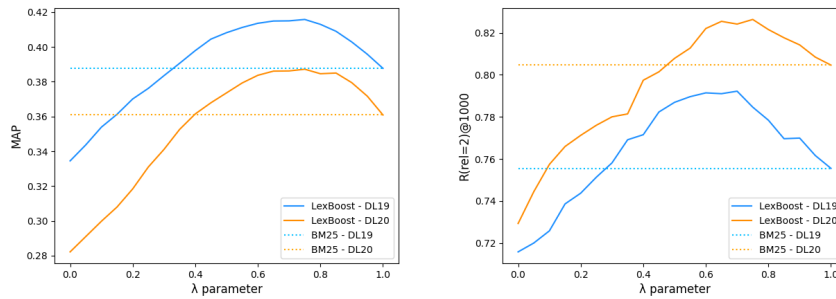 0.42
0.40
0.38
0.36
0.34
0.32
0.30
0.28
MAP
0.0 0.2 0.4 0.6 0.8 1.0
λ parameter
LexBoost - DL19
LexBoost - DL20
BM25 - DL19
BM25 - DL20
0.82
0.80
0.78
0.76
0.74
0.72
R(rel=2)@1000
0.0 0.2 0.4 0.6 0.8 1.0
λ parameter
LexBoost - DL19
LexBoost - DL20
BM25 - DL19
BM25 - DL20